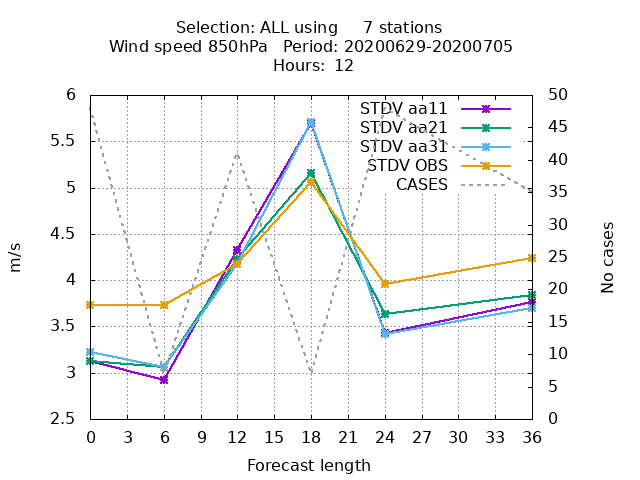 Selection: ALL using     7 stations
Wind speed 850hPa   Period: 20200629-20200705
Hours: 12
6
5.5
5
4.5
4
3.5
3
2.5
m/s
STDV aa11
STDV aa21
STDV aa31
STDV OBS
CASES
50
45
40
35
30
25
20
15
10
5
0
No cases
0 3 6 9 12 15 18 21 24 27 30 33 36
Forecast length